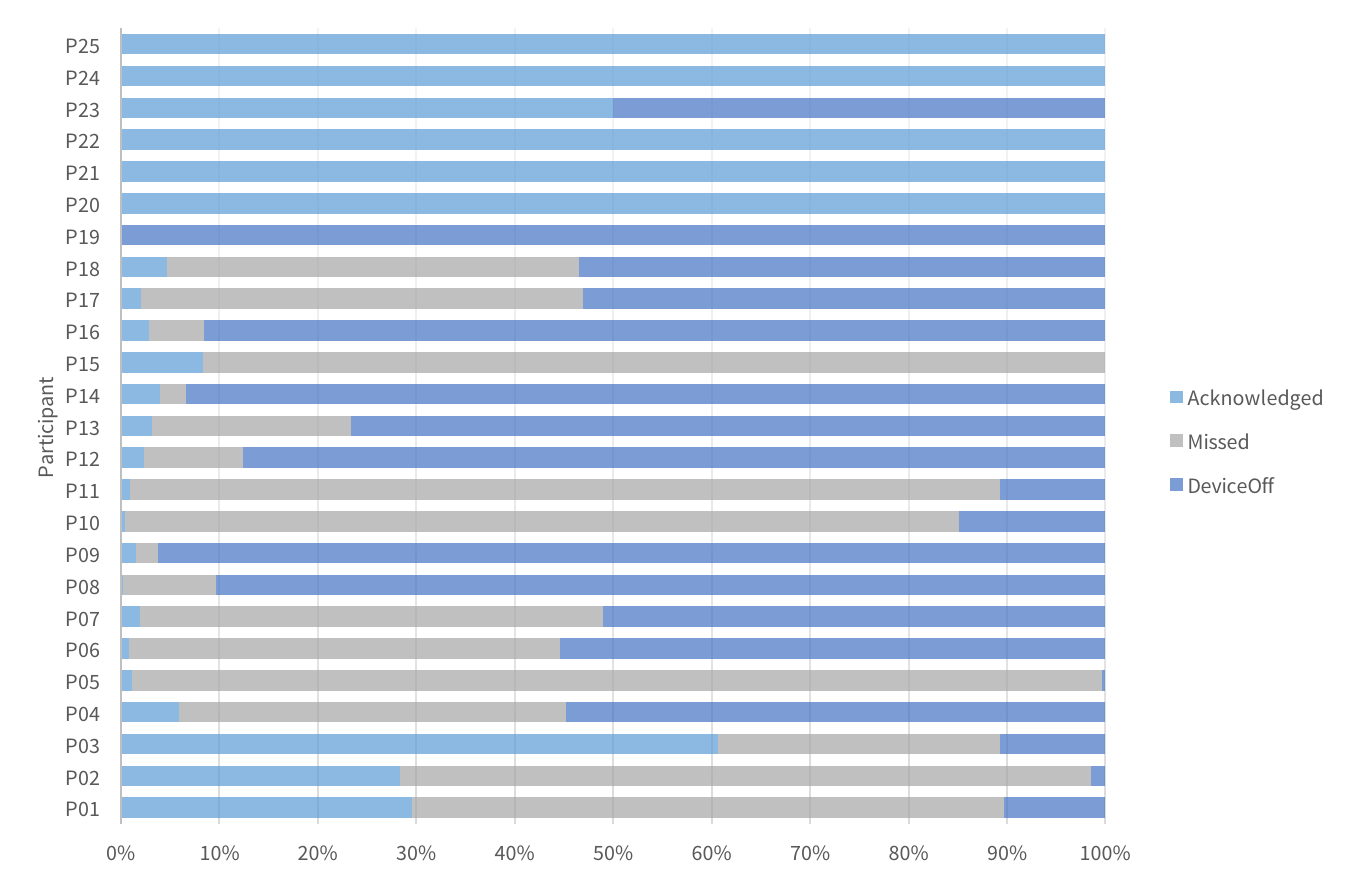 P25
P24
P23
P22
P21
P20
P19
P18
P17
P16
P15
P14
P13
P12
P11
P10
P09
P08
P07
P06
P05
P04
P03
P02
P01
Participant
0% 10% 20% 30% 40% 50% 60% 70% 80% 90% 100%
Acknowledged
Missed
DeviceOff